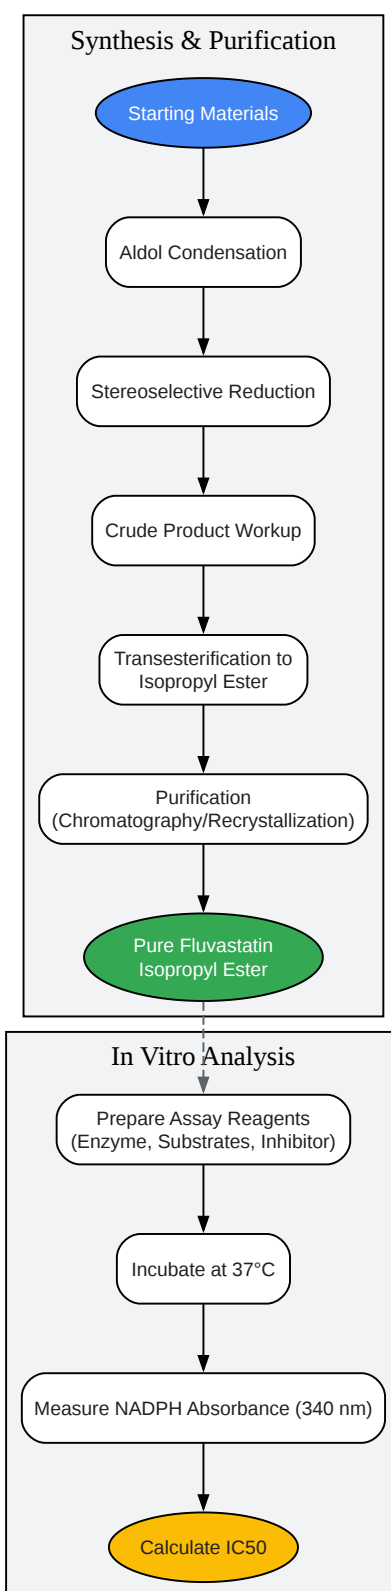 Synthesis & Purification
Starting Materials
Aldol Condensation
Stereoselective Reduction
Crude Product Workup
Transesterification to
Isopropyl Ester
Purification
(Chromatography/Recrystallization)
Pure Fluvastatin
Isopropyl Ester
In Vitro Analysis
Prepare Assay Reagents
(Enzyme, Substrates, Inhibitor)
Incubate at 37°C
Measure NADPH Absorbance (340 nm)
Calculate IC50